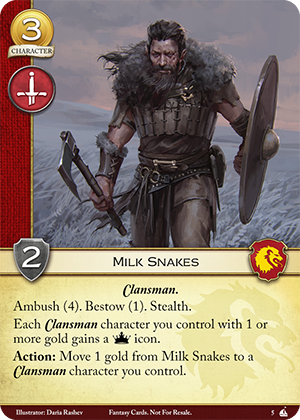 3
CHARACTER
2
MILK SNAKES
Clansman.
Ambush (4). Bestow (1). Stealth.
Each Clansman character you control with 1
or more gold gains a icon.
Action: Move 1 gold from Milk Snakes to a
Clansman character you control.
Illustrator: Daria Rashev Fantasy Cards. Not For Resale. 5